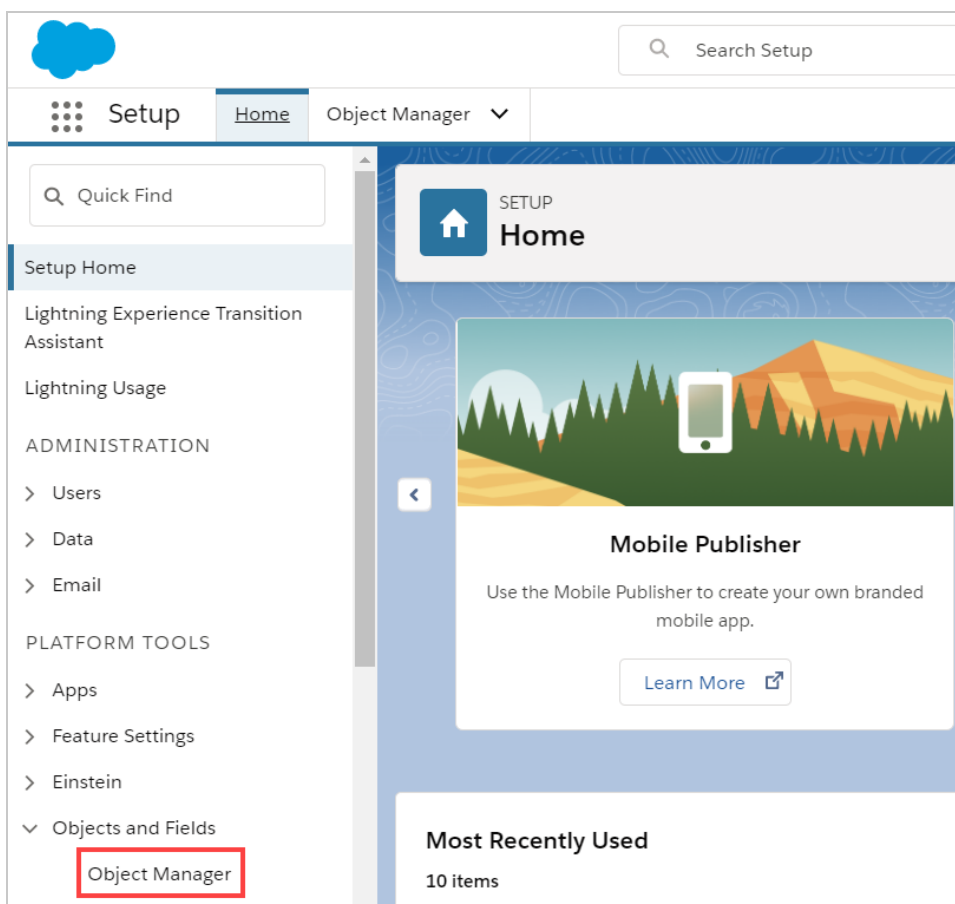 Search Setup
Setup
Home
Object Manager
Quick Find
Setup Home
Lightning Experience Transition
Assistant
Lightning Usage
ADMINISTRATION
Users
Data
Email
PLATFORM TOOLS
Apps
Feature Settings
Einstein
Objects and Fields
Object Manager
SETUP
Home
Mobile Publisher
Use the Mobile Publisher to create your own branded
mobile app.
Learn More
Most Recently Used
10 items